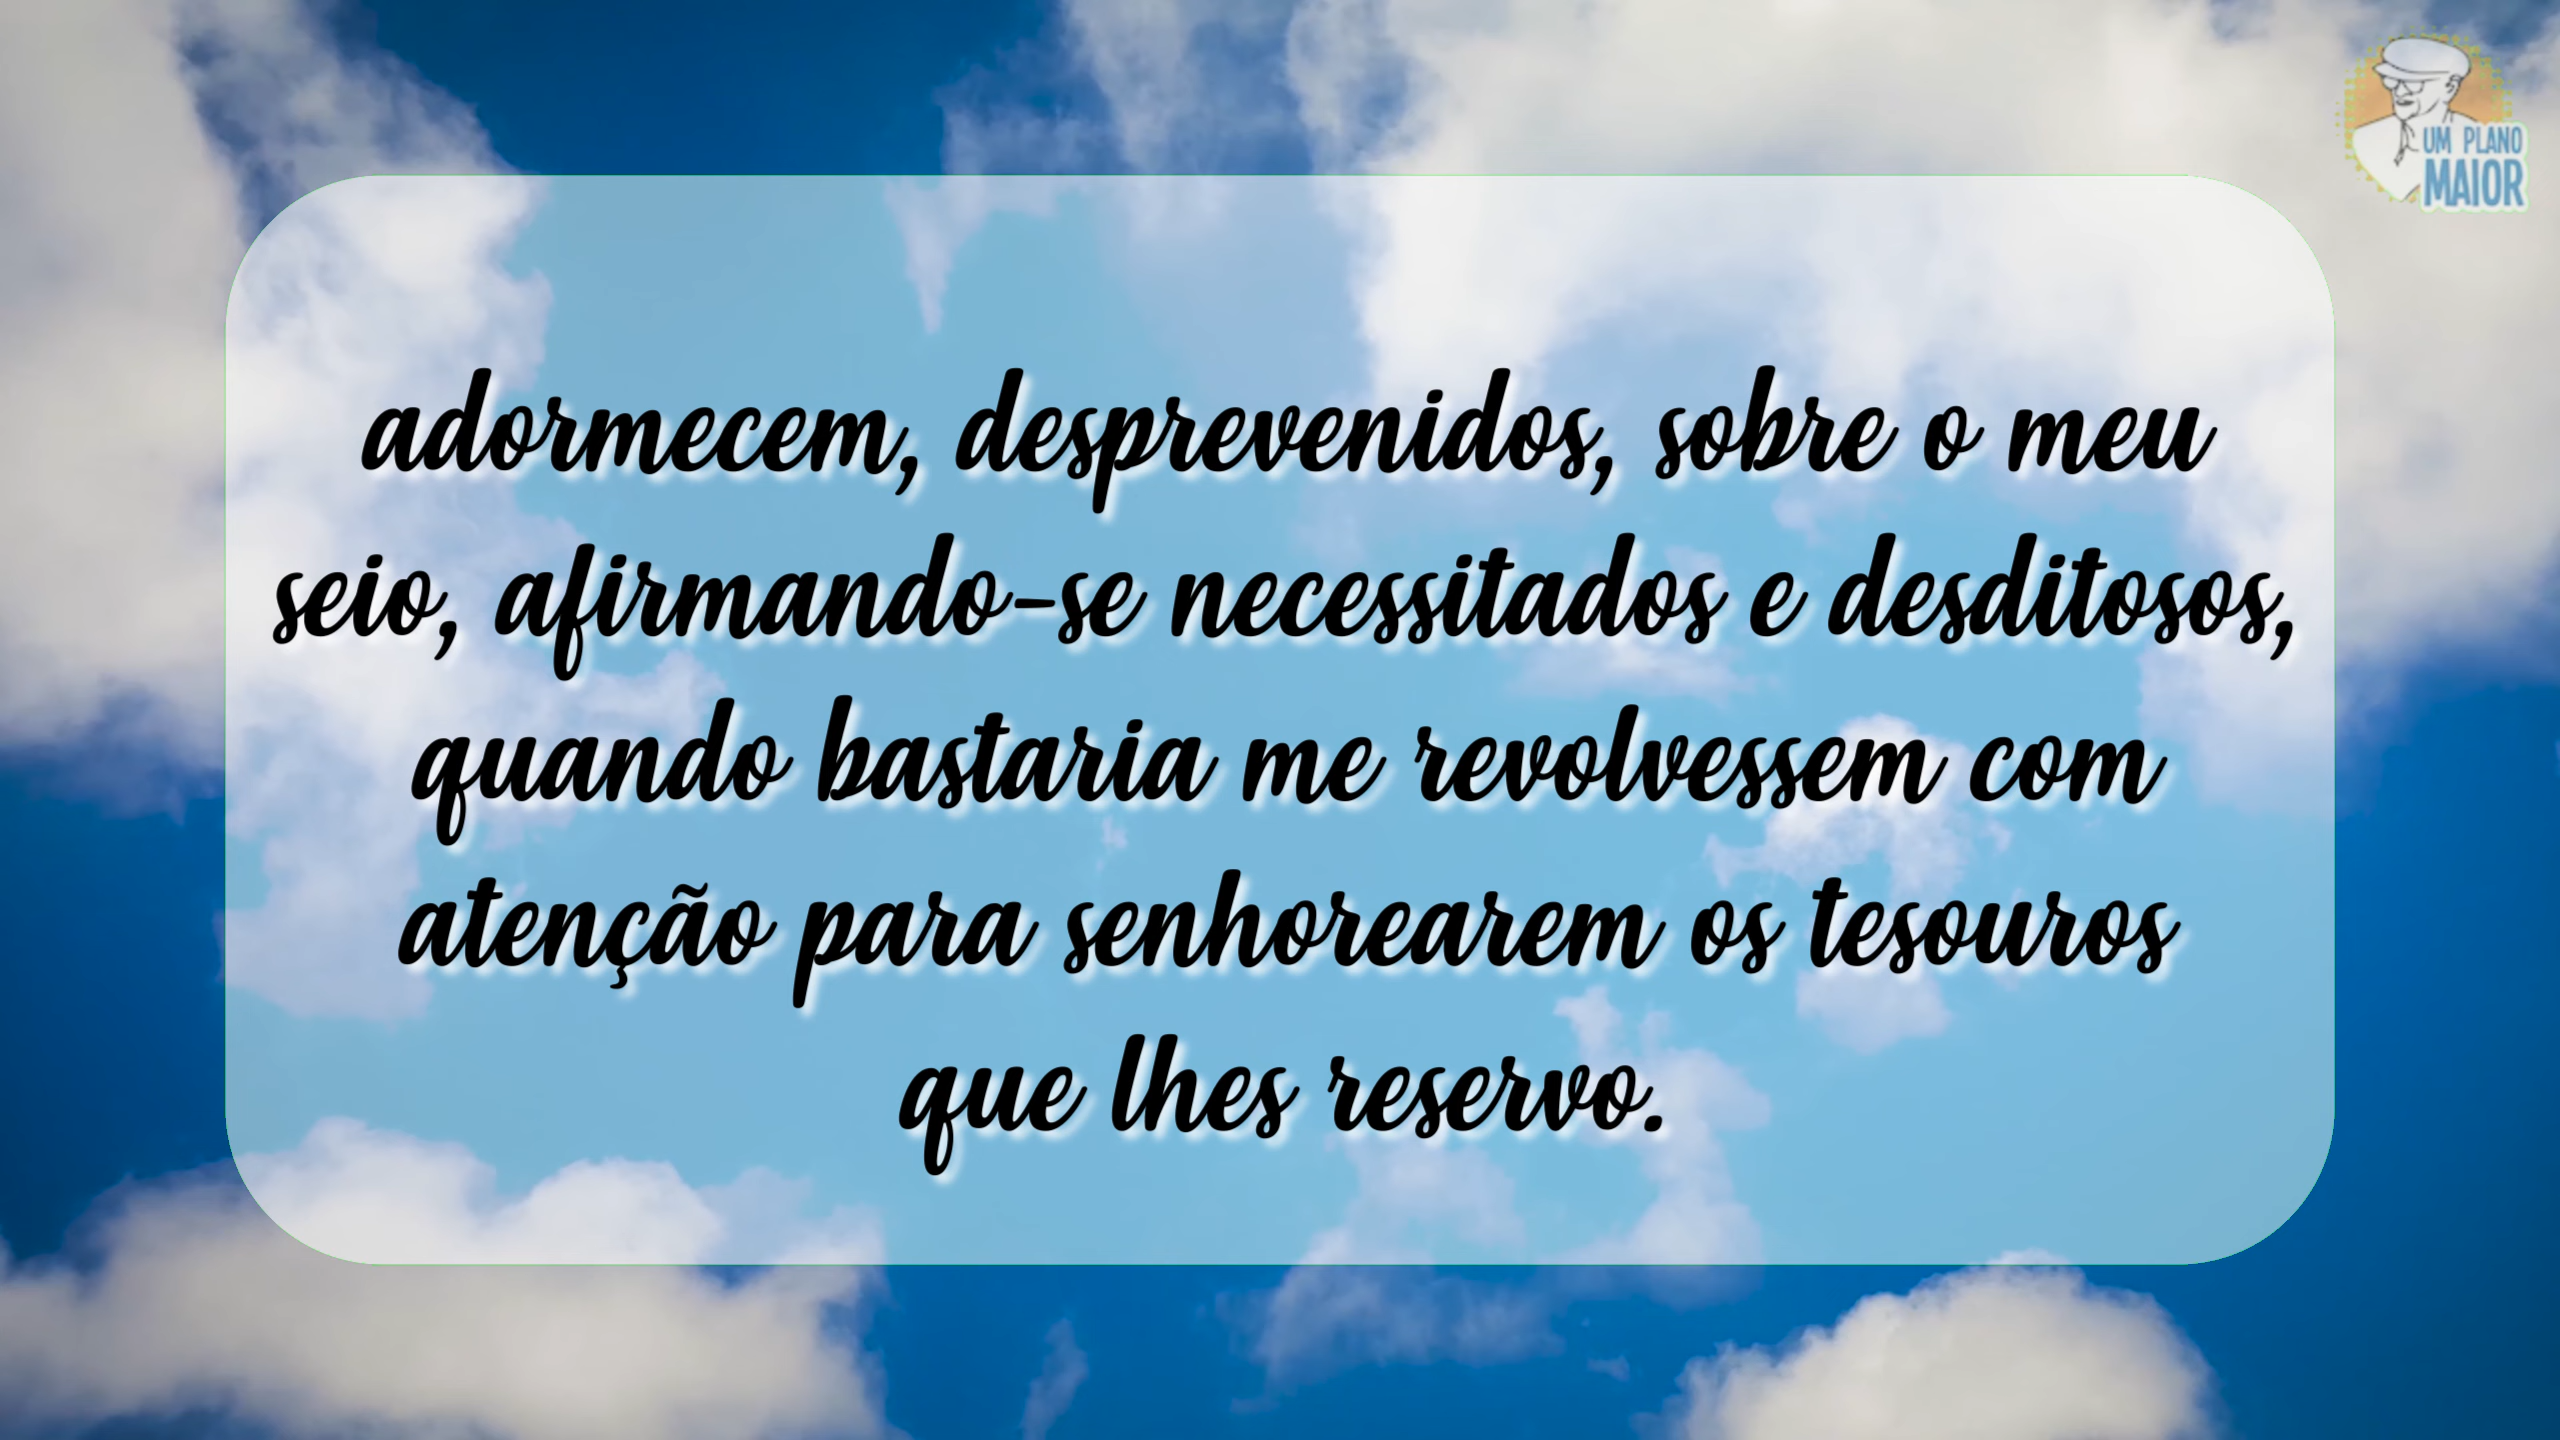 UM PLANO
MAIOR
adormecem, desprevenidos, sobre o meu
seio, afirmando-se necessitados e desditosos,
quando bastaria me revolvessem com
atenção para senhorearem os tesouros
que lhes reservo.